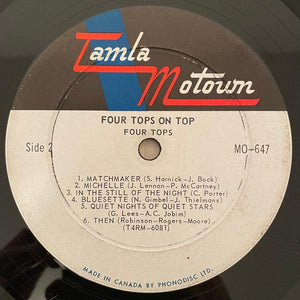 Tamla
Motown
FOUR TOPS ON TOP
FOUR TOPS
Side 2
MO-647
1. MATCHMAKER (S. Harnick-J. Bock)
2. MICHELLE (J. Lennon-P. McCartney)
3. IN THE STILL OF THE NIGHT (C. Porter)
4. BLUESETTE (N. Gimbel-J. Thielmans)
5. QUIET NIGHTS OF QUIET STARS
(G. Lees-A.C. Jobim)
6. THEN (Robinson-Rogers-Moore)
(T4RM-6081)
MADE IN CANADA BY PHONODISC LTD.